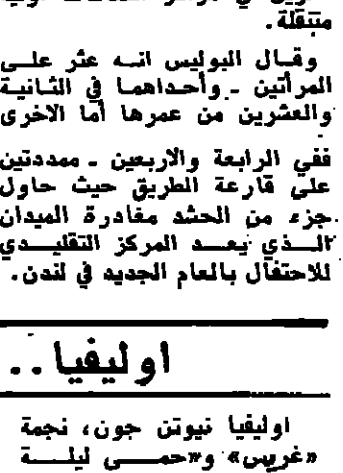 متنقلة.
وقال البوليس انه عثر على
المرأتين - وأحداهما في الثانية
والعشرين من عمرها أما الاخرى
ففي الرابعة والاربعين - ممددتين
على قارعة الطريق حيث حاول
جزء من الحشد مغادرة الميدان
الذي يعد المركز التقليدي
للاحتفال بالعام الجديد في لندن.
اوليفيا..
اوليفيا نيوتن جون، نجمة
«غريس» و«حمى ليلة